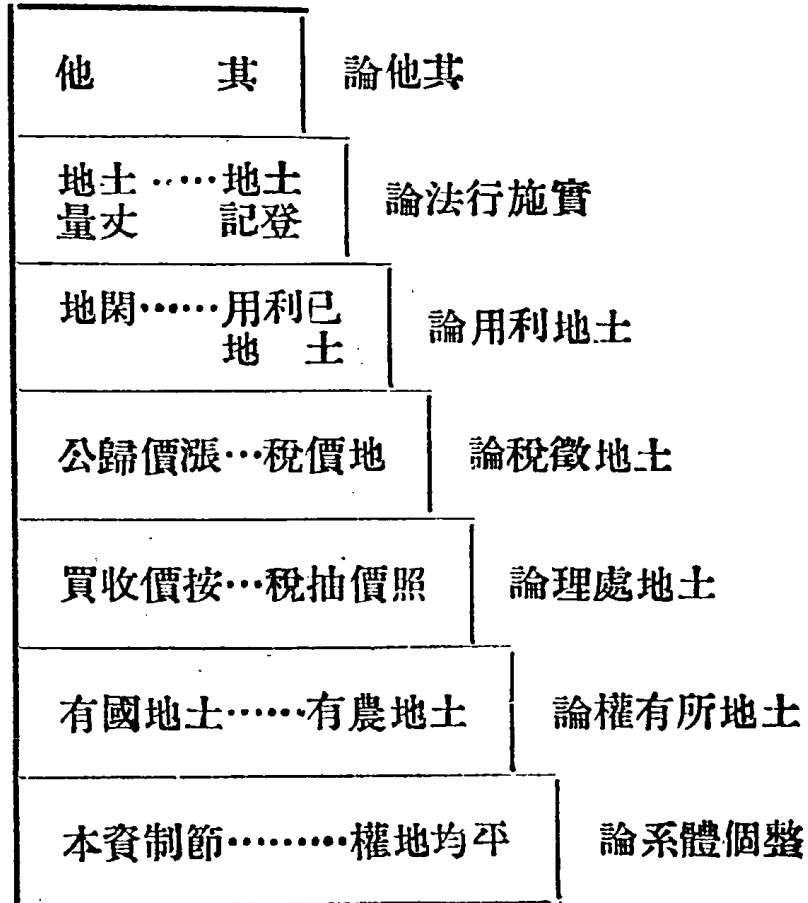 其他論
其 他
實施行法論
土地……土地
登記 丈量
土地利用論
已利用……閑地
土 地
土地徵稅論
地價稅…漲價歸公
土地處理論
照價抽稅…按價收買
土地所有權論
土地農有……土地國有
整個體系論
平均地權………節制資本